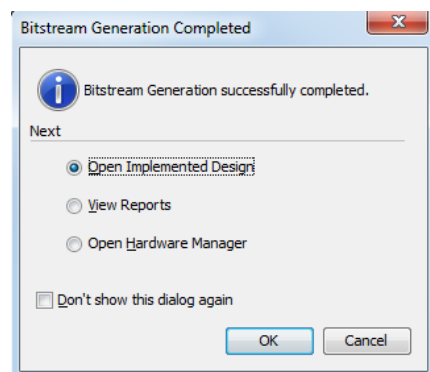 Bitstream Generation Completed
Bitstream Generation successfully completed.
Next
Open Implemented Design
View Reports
Open Hardware Manager
Don't show this dialog again
OK Cancel